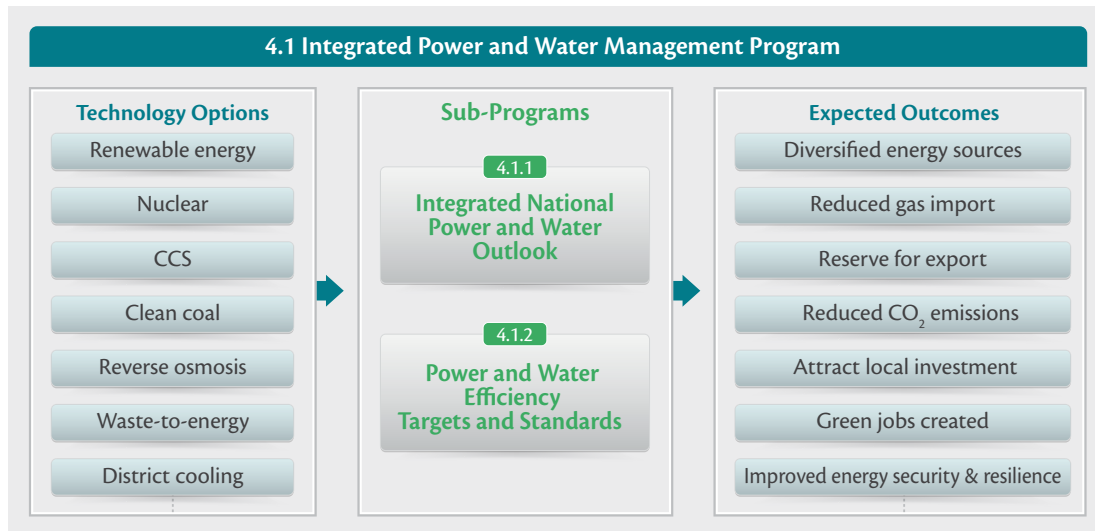 4.1 Integrated Power and Water Management Program
Technology Options
Renewable energy
Nuclear
CCS
Clean coal
Reverse osmosis
Waste-to-energy
District cooling
Sub-Programs
4.1.1
Integrated National
Power and Water
Outlook
4.1.2
Power and Water
Efficiency
Targets and Standards
Expected Outcomes
Diversified energy sources
Reduced gas import
Reserve for export
Reduced CO₂ emissions
Attract local investment
Green jobs created
Improved energy security & resilience